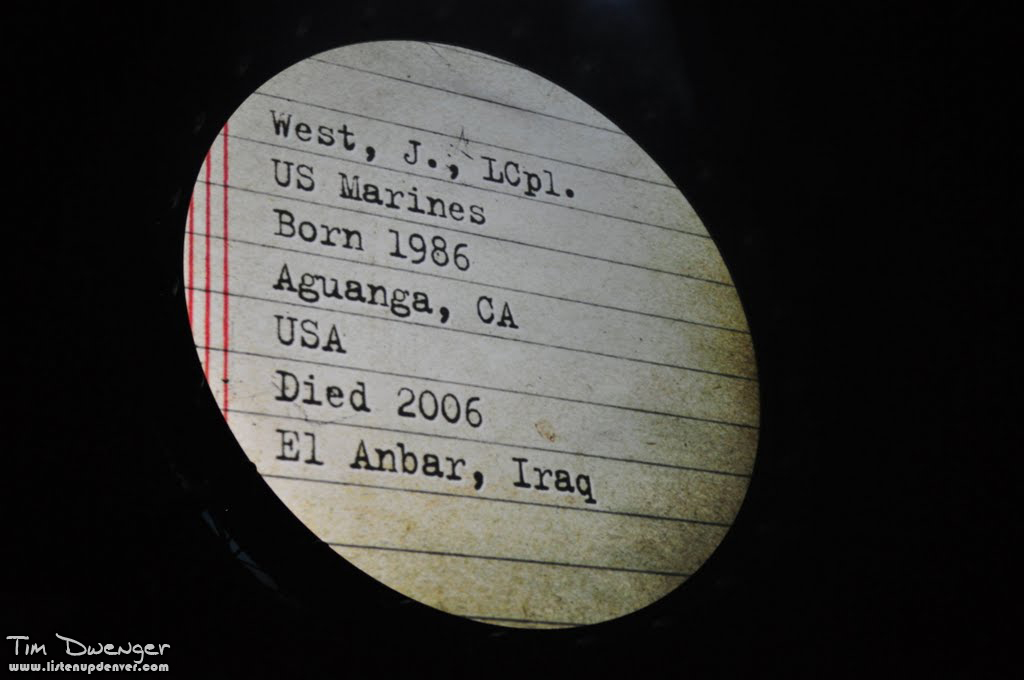 West, J., LCpl.
US Marines
Born 1986
Aguanga, CA
USA
Died 2006
El Anbar, Iraq
Tim Dwenger
www.listenupdenver.com